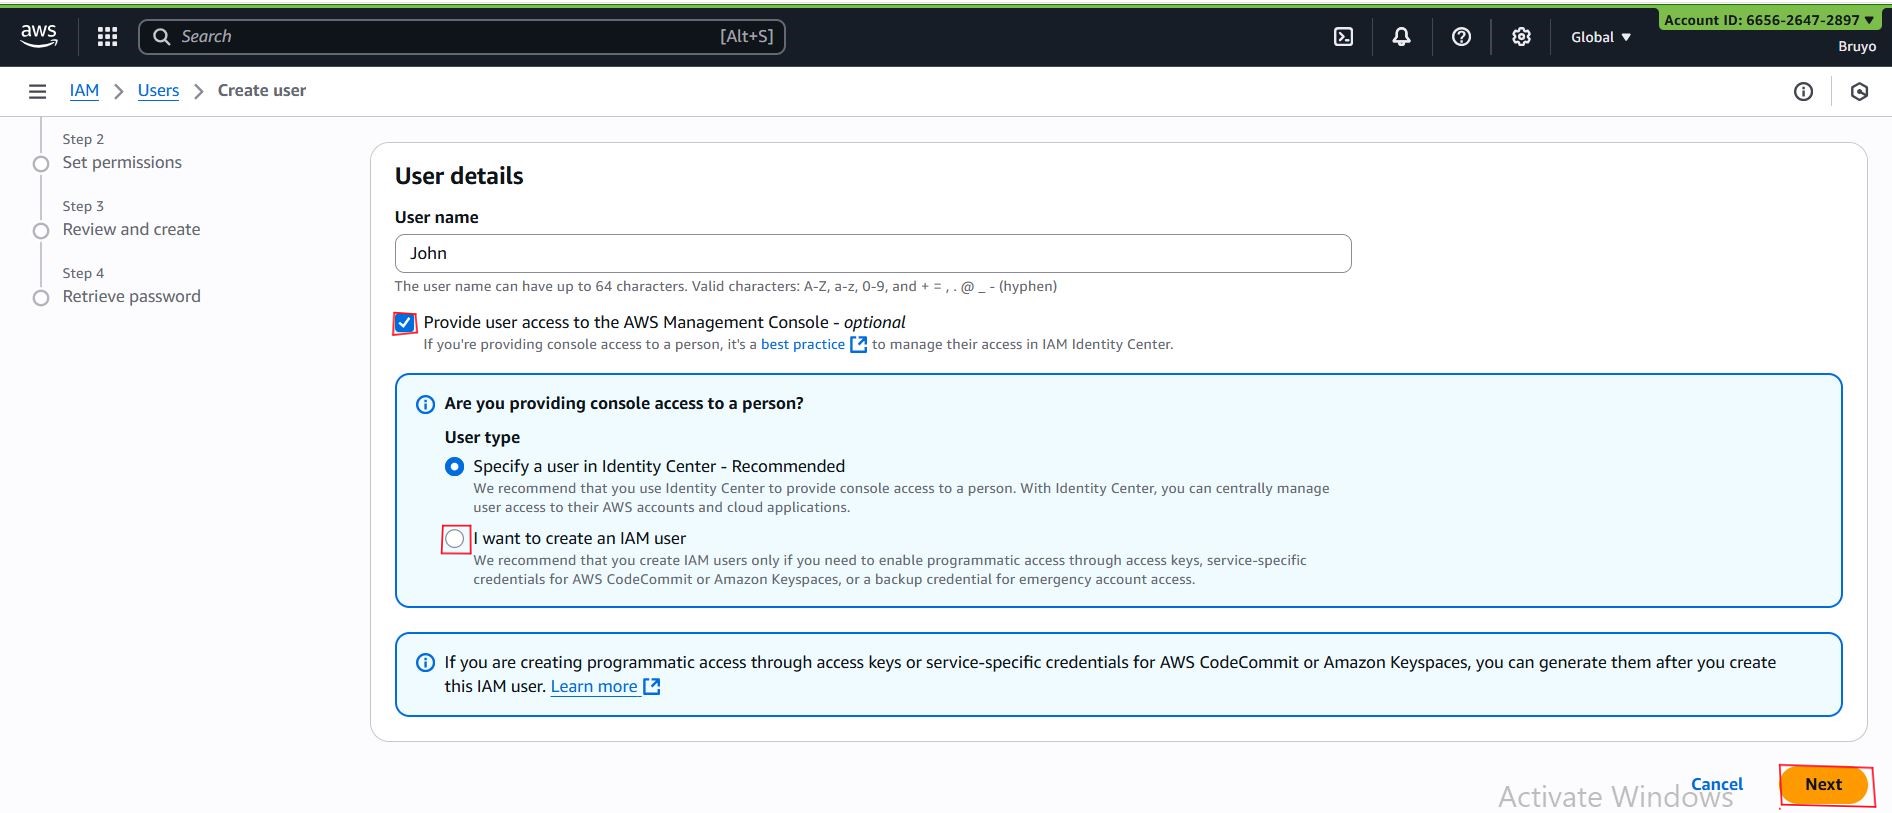 aws
Search
[Alt+S]
Global ▼
Account ID: 6656-2647-2897 ▼
Bruyo
IAM > Users > Create user
Step 2
Set permissions
Step 3
Review and create
Step 4
Retrieve password
User details
User name
John
The user name can have up to 64 characters. Valid characters: A-Z, a-z, 0-9, and + = , . @ _ - (hyphen)
Provide user access to the AWS Management Console - optional
If you're providing console access to a person, it's a best practice to manage their access in IAM Identity Center.
Are you providing console access to a person?
User type
Specify a user in Identity Center - Recommended
We recommend that you use Identity Center to provide console access to a person. With Identity Center, you can centrally manage
user access to their AWS accounts and cloud applications.
I want to create an IAM user
We recommend that you create IAM users only if you need to enable programmatic access through access keys, service-specific
credentials for AWS CodeCommit or Amazon Keyspaces, or a backup credential for emergency account access.
If you are creating programmatic access through access keys or service-specific credentials for AWS CodeCommit or Amazon Keyspaces, you can generate them after you create
this IAM user. Learn more
Cancel
Next
Activate Windows